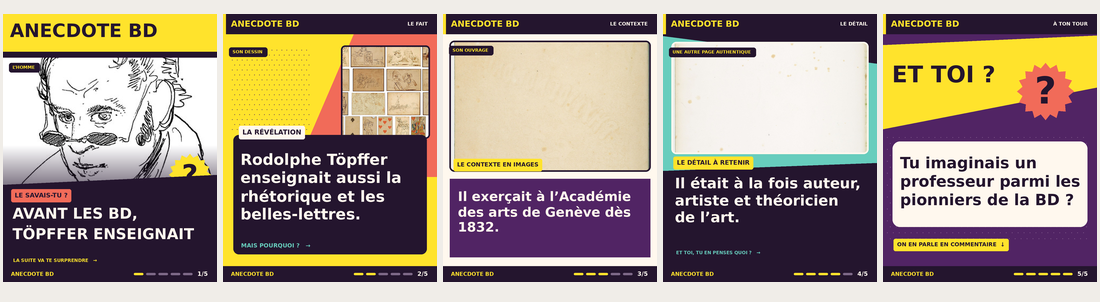 ANECDOTE BD
L'HOMME
?
LE SAVAIS-TU ?
AVANT LES BD,
TÖPFFER ENSEIGNAIT
LA SUITE VA TE SURPRENDRE →
ANECDOTE BD
1/5
ANECDOTE BD
LE FAIT
SON DESSIN
LA RÉVÉLATION
Rodolphe Töpffer
enseignait aussi la
rhétorique et les
belles-lettres.
MAIS POURQUOI ? →
ANECDOTE BD
2/5
ANECDOTE BD
LE CONTEXTE
SON OUVRAGE
LE CONTEXTE EN IMAGES
Il exerçait à l’Académie
des arts de Genève dès
1832.
ANECDOTE BD
3/5
ANECDOTE BD
LE DÉTAIL
UNE AUTRE PAGE AUTHENTIQUE
LE DÉTAIL À RETENIR
Il était à la fois auteur,
artiste et théoricien
de l’art.
ET TOI, TU EN PENSES QUOI ? →
ANECDOTE BD
4/5
ANECDOTE BD
À TON TOUR
ET TOI ?
?
Tu imaginais un
professeur parmi les
pionniers de la BD ?
ON EN PARLE EN COMMENTAIRE ↓
ANECDOTE BD
5/5